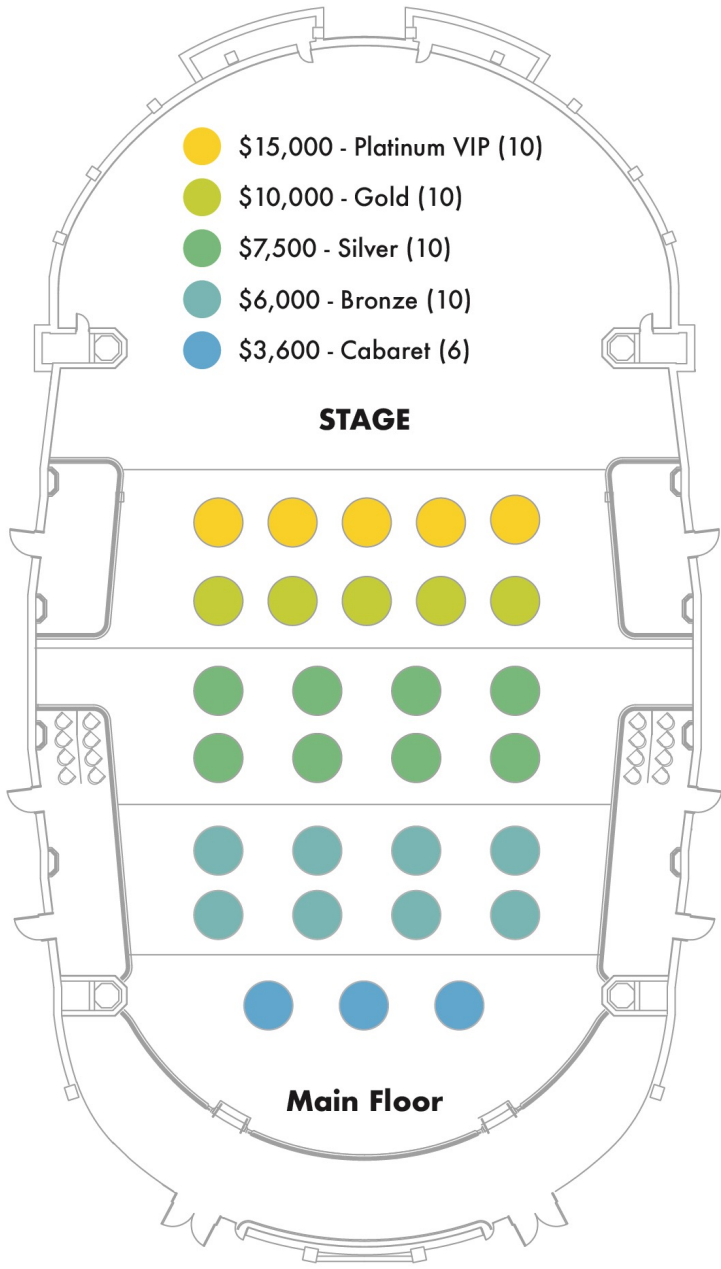 $15,000 - Platinum VIP (10)
$10,000 - Gold (10)
$7,500 - Silver (10)
$6,000 - Bronze (10)
$3,600 - Cabaret (6)
STAGE
Main Floor